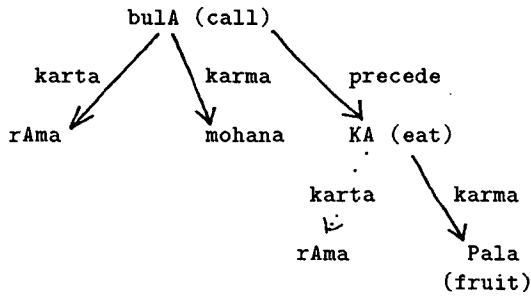 bulA (call)
karta karma precede
rAma mohana KA (eat)
karta karma
rAma Pala
(fruit)